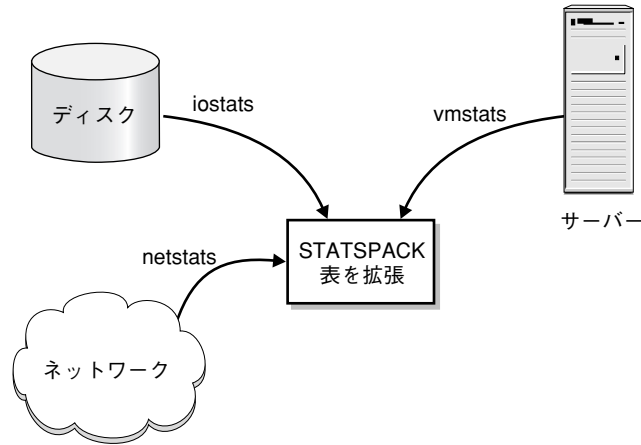 ディスク
iostats
vmstats
サーバー
STATSPACK
表を拡張
netstats
ネットワーク